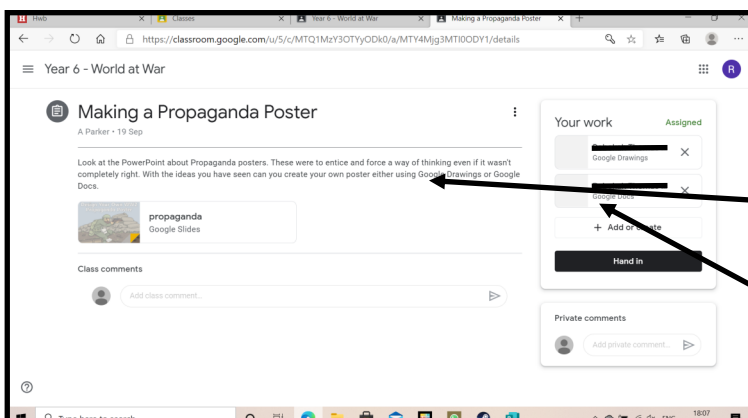 Hwb
Classes
Year 6 - World at War
Making a Propaganda Poster
https://classroom.google.com/u/5/c/MTQ1MzY3OTYyODk0/a/MTY4Mjg3MTI0ODY1/details
Year 6 - World at War
R
Making a Propaganda Poster
A Parker • 19 Sep
Look at the PowerPoint about Propaganda posters. These were to entice and force a way of thinking even if it wasn't
completely right. With the ideas you have seen can you create your own poster either using Google Drawings or Google
Docs.
propaganda
Google Slides
Class comments
Add class comment...
Your work
Assigned
Google Drawings
Google Docs
+ Add or create
Hand in
Private comments
Add private comment...
Type here to search
ENG
18:07